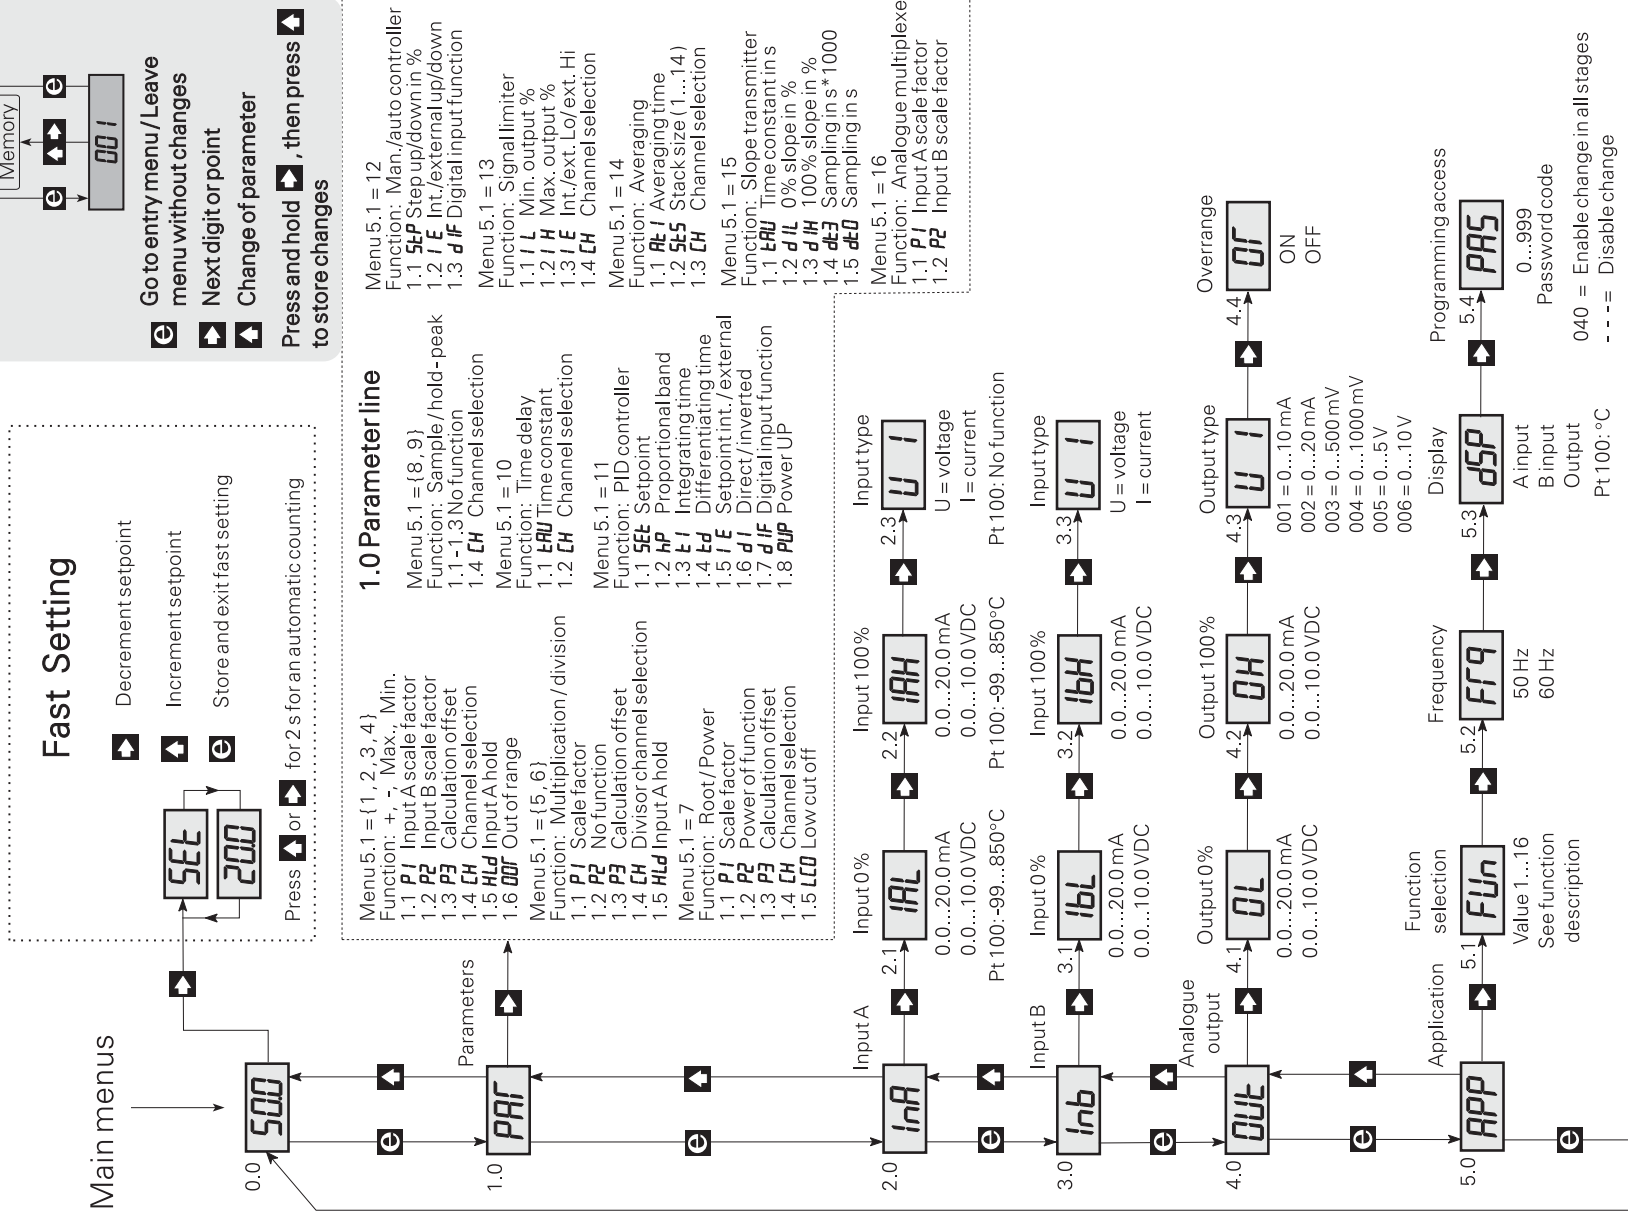 Main menus
Fast Setting
Decrement setpoint
Increment setpoint
e Store and exit fast setting
SEt
20.0
Press or for 2 s for an automatic counting
Memory
e e
001
e Go to entry menu / Leave
menu without changes
Next digit or point
Change of parameter
Press and hold , then press
to store changes
0.0 50.0
e
1.0 PAr
Parameters
1.0 Parameter line
Menu 5.1 = {1, 2, 3, 4}
Function: +, -, Max., Min.
1.1 P1 Input A scale factor
1.2 P2 Input B scale factor
1.3 P3 Calculation offset
1.4 CH Channel selection
1.5 HLd Input A hold
1.6 OOr Out of range
Menu 5.1 = {5, 6}
Function: Multiplication / division
1.1 P1 Scale factor
1.2 P2 No function
1.3 P3 Calculation offset
1.4 CH Divisor channel selection
1.5 HLd Input A hold
Menu 5.1 = 7
Function: Root / Power
1.1 P1 Scale factor
1.2 P2 Power of function
1.3 P3 Calculation offset
1.4 CH Channel selection
1.5 LCO Low cut off
Menu 5.1 = {8, 9}
Function: Sample / hold-peak
1.1 -1.3 No function
1.4 CH Channel selection
Menu 5.1 = 10
Function: Time delay
1.1 tAU Time constant
1.2 CH Channel selection
Menu 5.1 = 11
Function: PID controller
1.1 SEt Setpoint
1.2 hP Proportional band
1.3 tI Integrating time
1.4 td Differentiating time
1.5 I E Setpoint int. / external
1.6 dI Direct / inverted
1.7 dIF Digital input function
1.8 PUP Power UP
Menu 5.1 = 12
Function: Man./auto controller
1.1 StP Step up/down in %
1.2 I E Int./external up/down
1.3 dIF Digital input function
Menu 5.1 = 13
Function: Signal limiter
1.1 I L Min. output %
1.2 I H Max. output %
1.3 I E Int./ext. Lo/ ext. Hi
1.4 CH Channel selection
Menu 5.1 = 14
Function: Averaging
1.1 AtI Averaging time
1.2 StS Stack size (1...14)
1.3 CH Channel selection
Menu 5.1 = 15
Function: Slope transmitter
1.1 tAU Time constant in s
1.2 dIL 0% slope in %
1.3 dIH 100% slope in %
1.4 dt3 Sampling in s*1000
1.5 dt0 Sampling in s
Menu 5.1 = 16
Function: Analogue multiplexe
1.1 P1 Input A scale factor
1.2 P2 Input B scale factor
e
2.0 InA
Input A
2.1 Input 0%
IAL
0.0...20.0 mA
0.0...10.0 VDC
Pt 100: -99...850°C
2.2 Input 100%
IAH
0.0...20.0 mA
0.0...10.0 VDC
Pt 100: -99...850°C
2.3 Input type
U I
U = voltage
I = current
Pt 100: No function
e
3.0 Inb
Input B
3.1 Input 0%
IbL
0.0...20.0 mA
0.0...10.0 VDC
3.2 Input 100%
IbH
0.0...20.0 mA
0.0...10.0 VDC
3.3 Input type
U I
U = voltage
I = current
e
4.0 OUt
Analogue
output
4.1 Output 0%
OL
0.0...20.0 mA
0.0...10.0 VDC
4.2 Output 100%
OH
0.0...20.0 mA
0.0...10.0 VDC
4.3 Output type
U I
001 = 0...10 mA
002 = 0...20 mA
003 = 0...500 mV
004 = 0...1000 mV
005 = 0...5 V
006 = 0...10 V
4.4 Overrange
Or
ON
OFF
e
5.0 APP
Application
5.1 Function
selection
FUn
Value 1...16
See function
description
5.2 Frequency
Frq
50 Hz
60 Hz
5.3 Display
dSP
A input
B input
Output
Pt 100: °C
5.4 Programming access
PAS
0...999
Password code
040 = Enable change in all stages
- - - - = Disable change
e